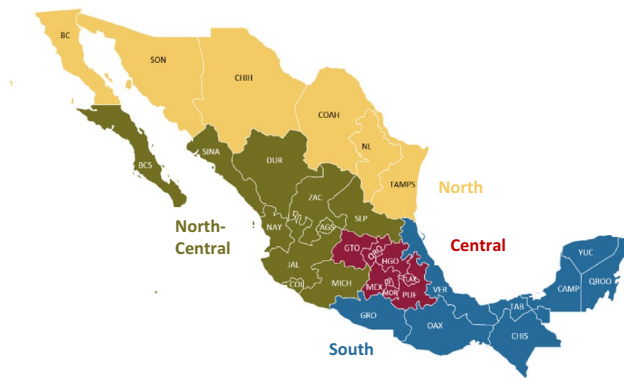 BC
SON
CHIH
COAH
NL
TAMPS
North
BCS
SINA
DUR
ZAC
SLP
NAY
AGS
JAL
COL
MICH
North-
Central
GTO
QRO
HGO
MEX
TLAX
MOR
PUE
Central
VER
GRO
OAX
TAB
CHIS
CAMP
YUC
QROO
South